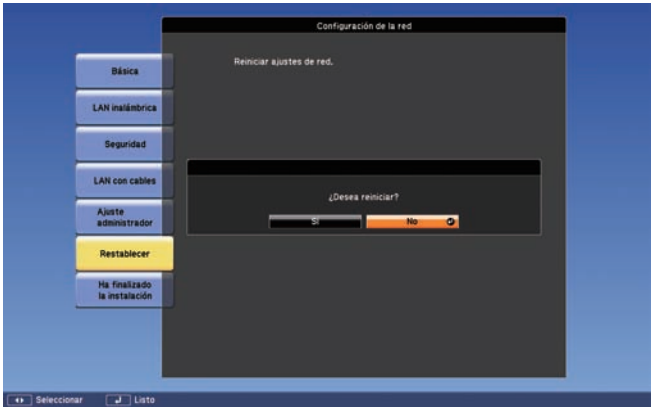 Configuración de la red
Básica
LAN inalámbrica
Seguridad
LAN con cables
Ajuste
administrador
Restablecer
Ha finalizado
la instalación
Reiniciar ajustes de red.
¿Desea reiniciar?
Sí No
Seleccionar Listo